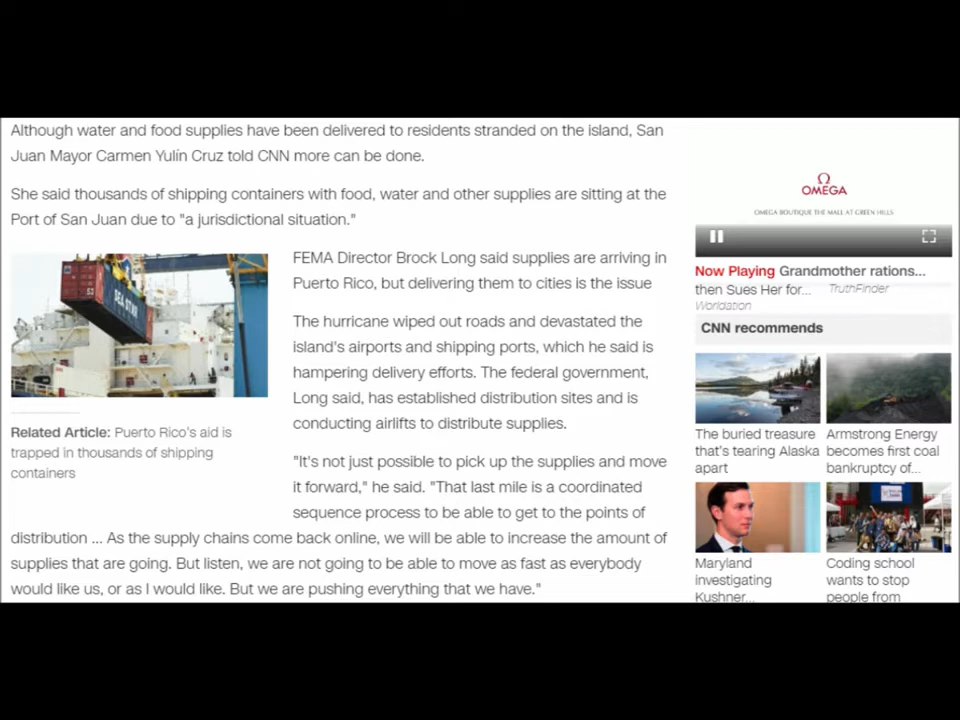 Although water and food supplies have been delivered to residents stranded on the island, San
Juan Mayor Carmen Yulín Cruz told CNN more can be done.
She said thousands of shipping containers with food, water and other supplies are sitting at the
Port of San Juan due to "a jurisdictional situation."
FEMA Director Brock Long said supplies are arriving in
Puerto Rico, but delivering them to cities is the issue
The hurricane wiped out roads and devastated the
island's airports and shipping ports, which he said is
hampering delivery efforts. The federal government,
Long said, has established distribution sites and is
conducting airlifts to distribute supplies.
"It's not just possible to pick up the supplies and move
it forward," he said. "That last mile is a coordinated
sequence process to be able to get to the points of
distribution ... As the supply chains come back online, we will be able to increase the amount of
supplies that are going. But listen, we are not going to be able to move as fast as everybody
would like us, or as I would like. But we are pushing everything that we have."
SEA STAR
Related Article: Puerto Rico's aid is
trapped in thousands of shipping
containers
Ω
OMEGA
OMEGA BOUTIQUE THE MALL AT GREEN HILLS
Now Playing Grandmother rations...
then Sues Her for... TruthFinder
Worldation
CNN recommends
The buried treasure
that's tearing Alaska
apart
Armstrong Energy
becomes first coal
bankruptcy of...
Maryland
investigating
Kushner...
Coding school
wants to stop
people from